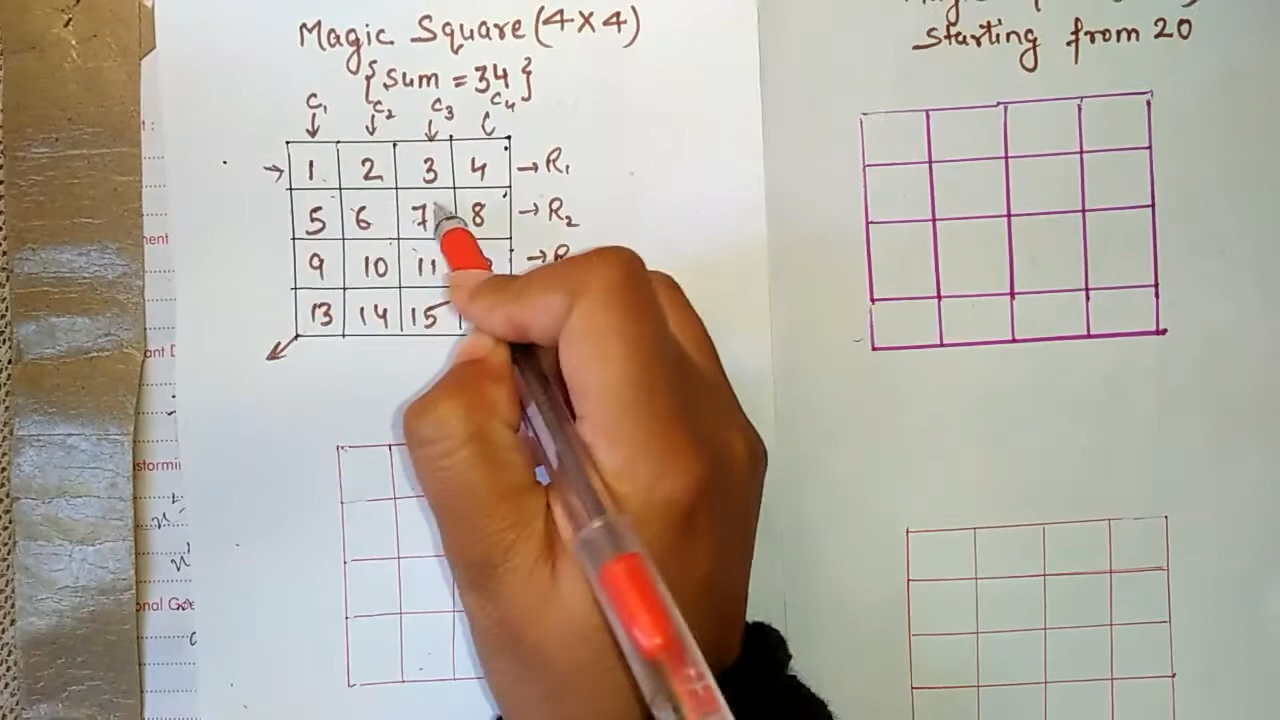 Magic Square (4×4)
{Sum = 34}
C₁ C₂ C₃ C₄
1 2 3 4 → R₁
5 6 7 8 → R₂
9 10 11
13 14 15
starting from 20